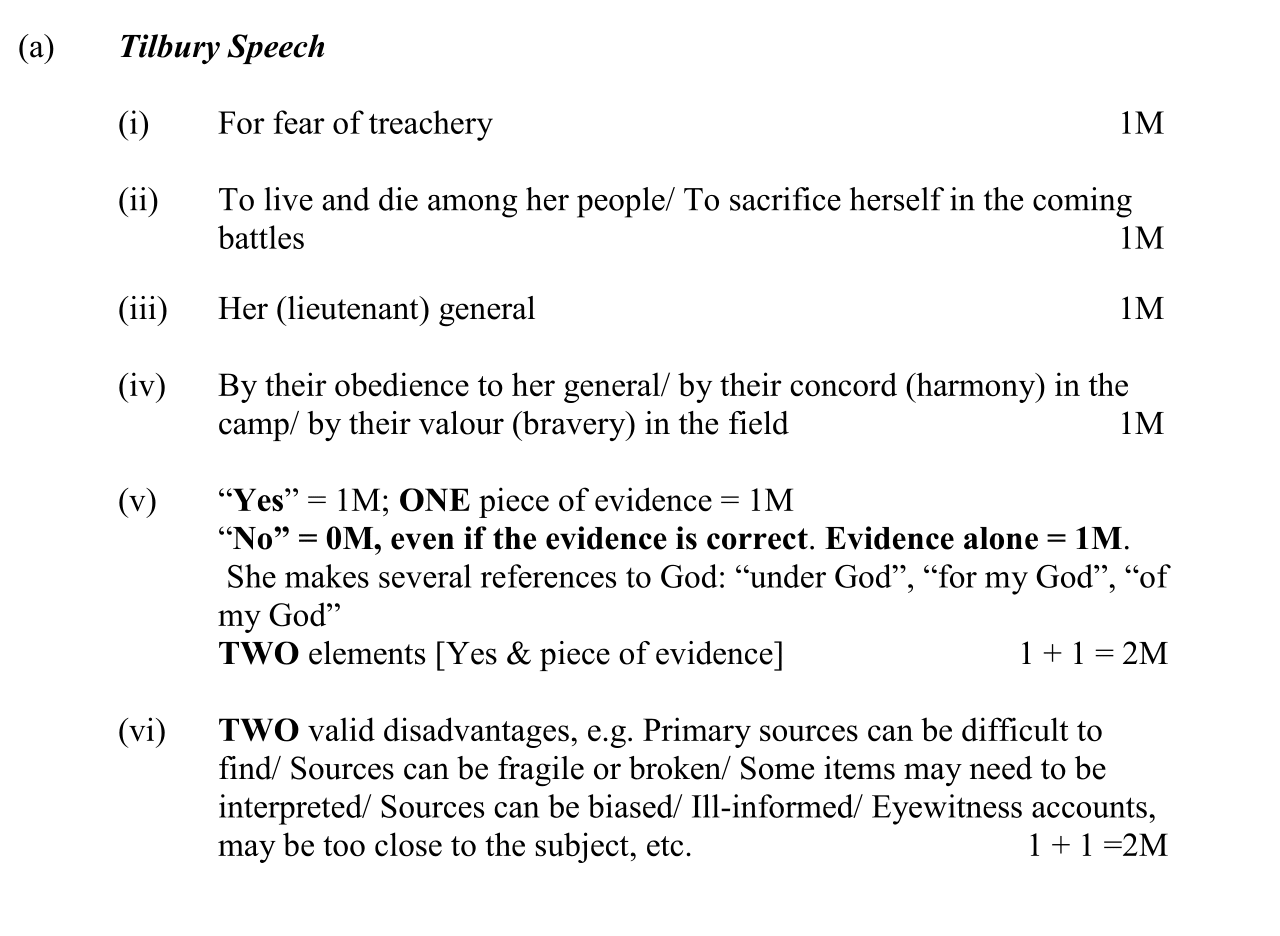 (a) Tilbury Speech
(i) For fear of treachery 1M
(ii) To live and die among her people/ To sacrifice herself in the coming
battles 1M
(iii) Her (lieutenant) general 1M
(iv) By their obedience to her general/ by their concord (harmony) in the
camp/ by their valour (bravery) in the field 1M
(v) “Yes” = 1M; ONE piece of evidence = 1M
“No” = 0M, even if the evidence is correct. Evidence alone = 1M.
She makes several references to God: “under God”, “for my God”, “of
my God”
TWO elements [Yes & piece of evidence] 1 + 1 = 2M
(vi) TWO valid disadvantages, e.g. Primary sources can be difficult to
find/ Sources can be fragile or broken/ Some items may need to be
interpreted/ Sources can be biased/ Ill-informed/ Eyewitness accounts,
may be too close to the subject, etc. 1 + 1 =2M